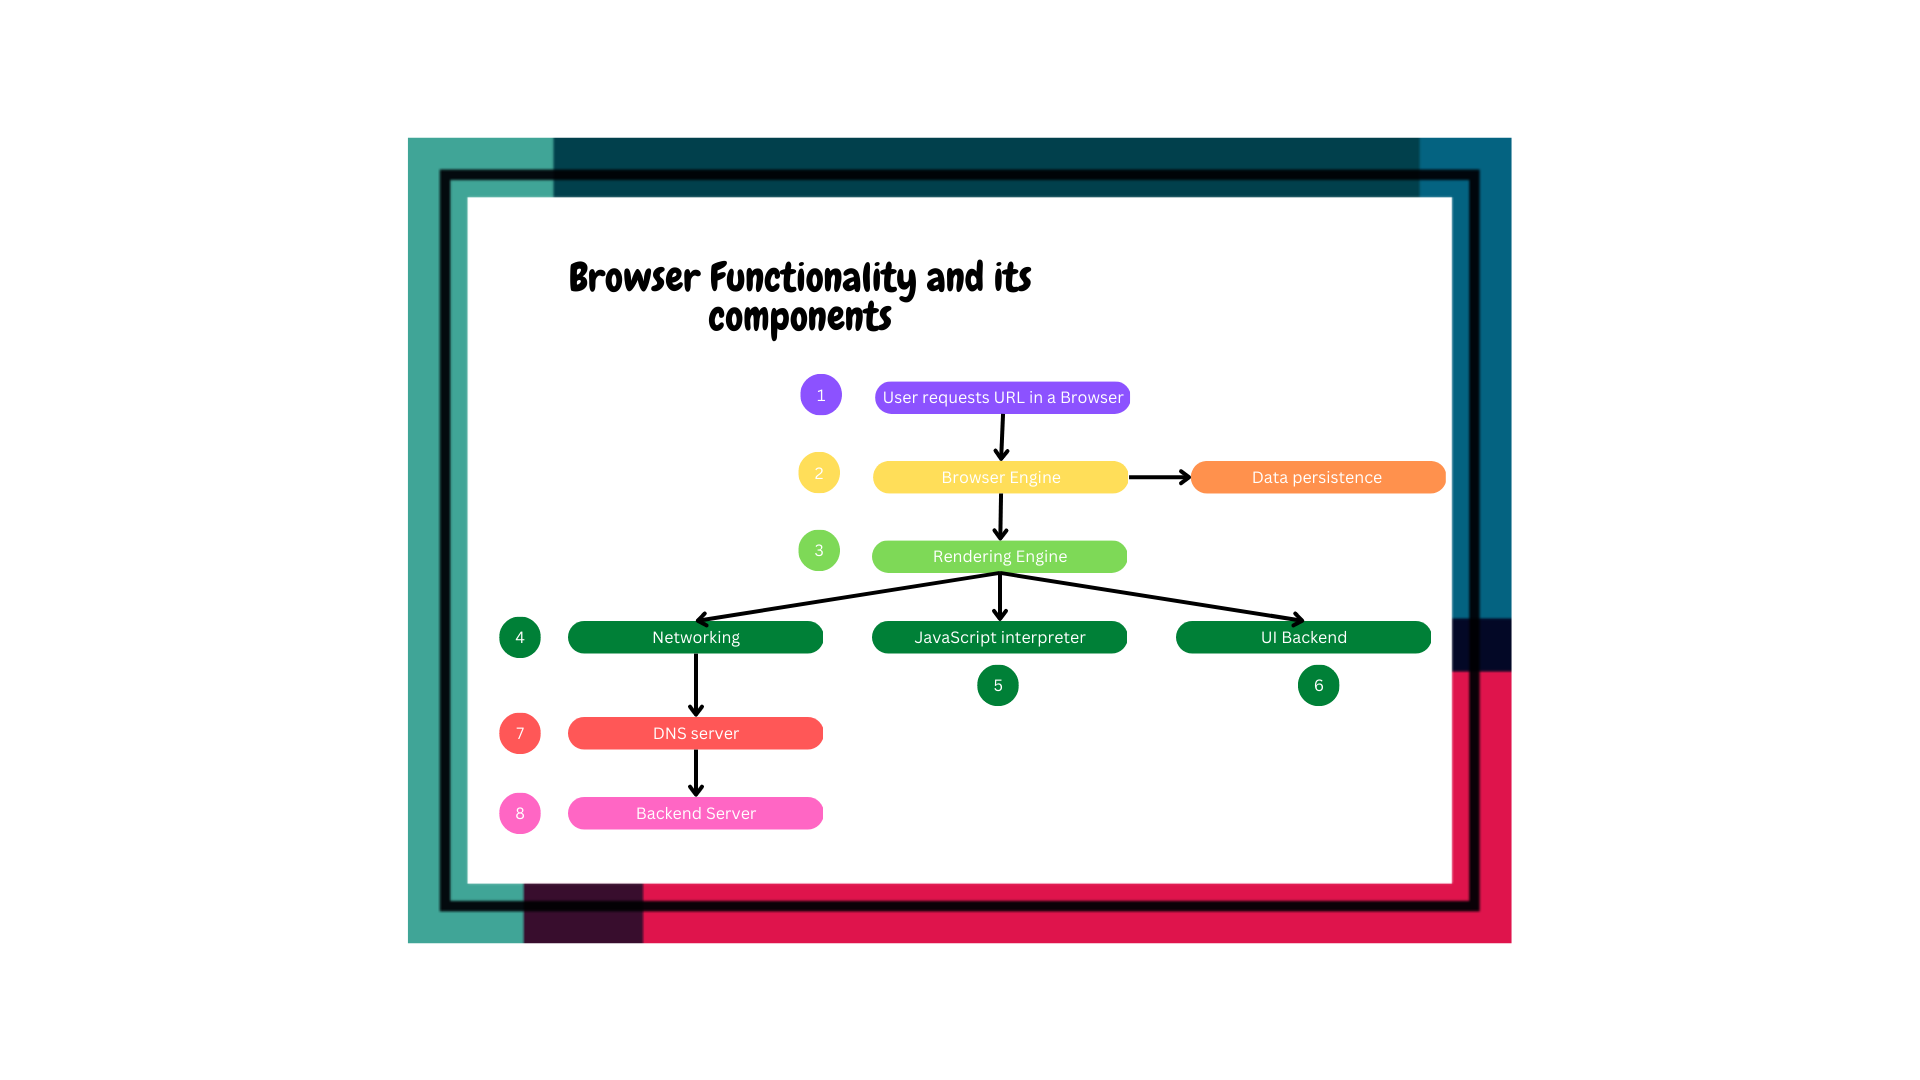 Browser Functionality and its
components
1
User requests URL in a Browser
2
Browser Engine
Data persistence
3
Rendering Engine
4
Networking
JavaScript interpreter
UI Backend
5
6
7
DNS server
8
Backend Server